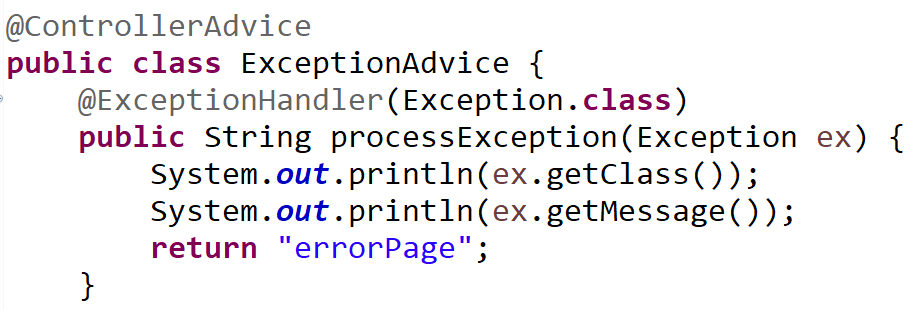 @ControllerAdvice
public class ExceptionAdvice {
@ExceptionHandler(Exception.class)
public String processException(Exception ex) {
System.out.println(ex.getClass());
System.out.println(ex.getMessage());
return "errorPage";
}